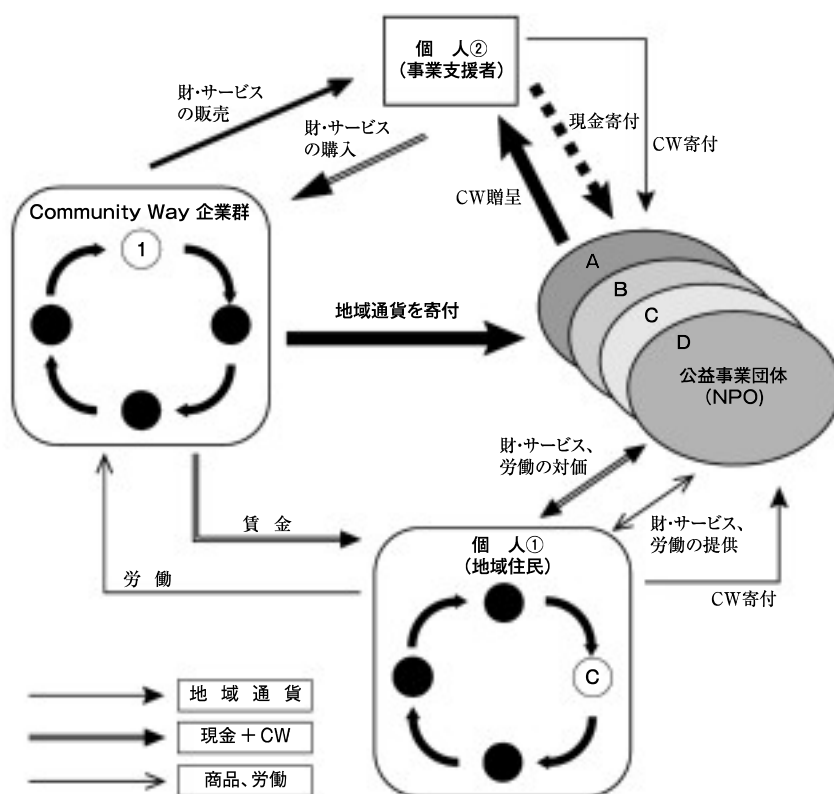 個 人②
(事業支援者)
財・サービス
の販売
財・サービス
の購入
現金寄付
CW寄付
CW贈呈
Community Way 企業群
1
地域通貨を寄付
A
B
C
D
公益事業団体
(NPO)
財・サービス、
労働の対価
財・サービス、
労働の提供
賃 金
労 働
個 人①
(地域住民)
C
CW寄付
地 域 通 貨
現金+CW
商品、労働